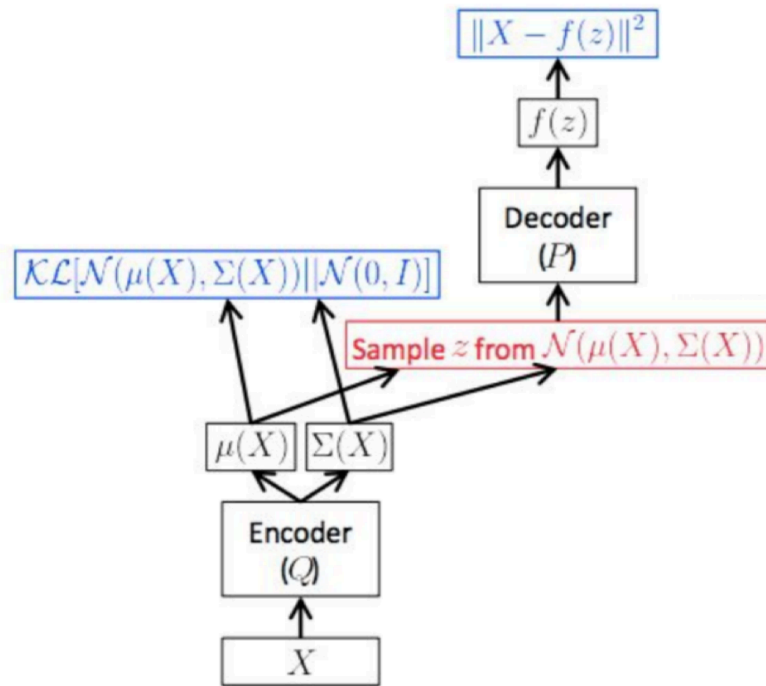 ‖X − f(z)‖²
f(z)
Decoder
(P)
𝒦ℒ[𝒩(μ(X), Σ(X))||𝒩(0, I)]
Sample z from 𝒩(μ(X), Σ(X))
μ(X) Σ(X)
Encoder
(Q)
X